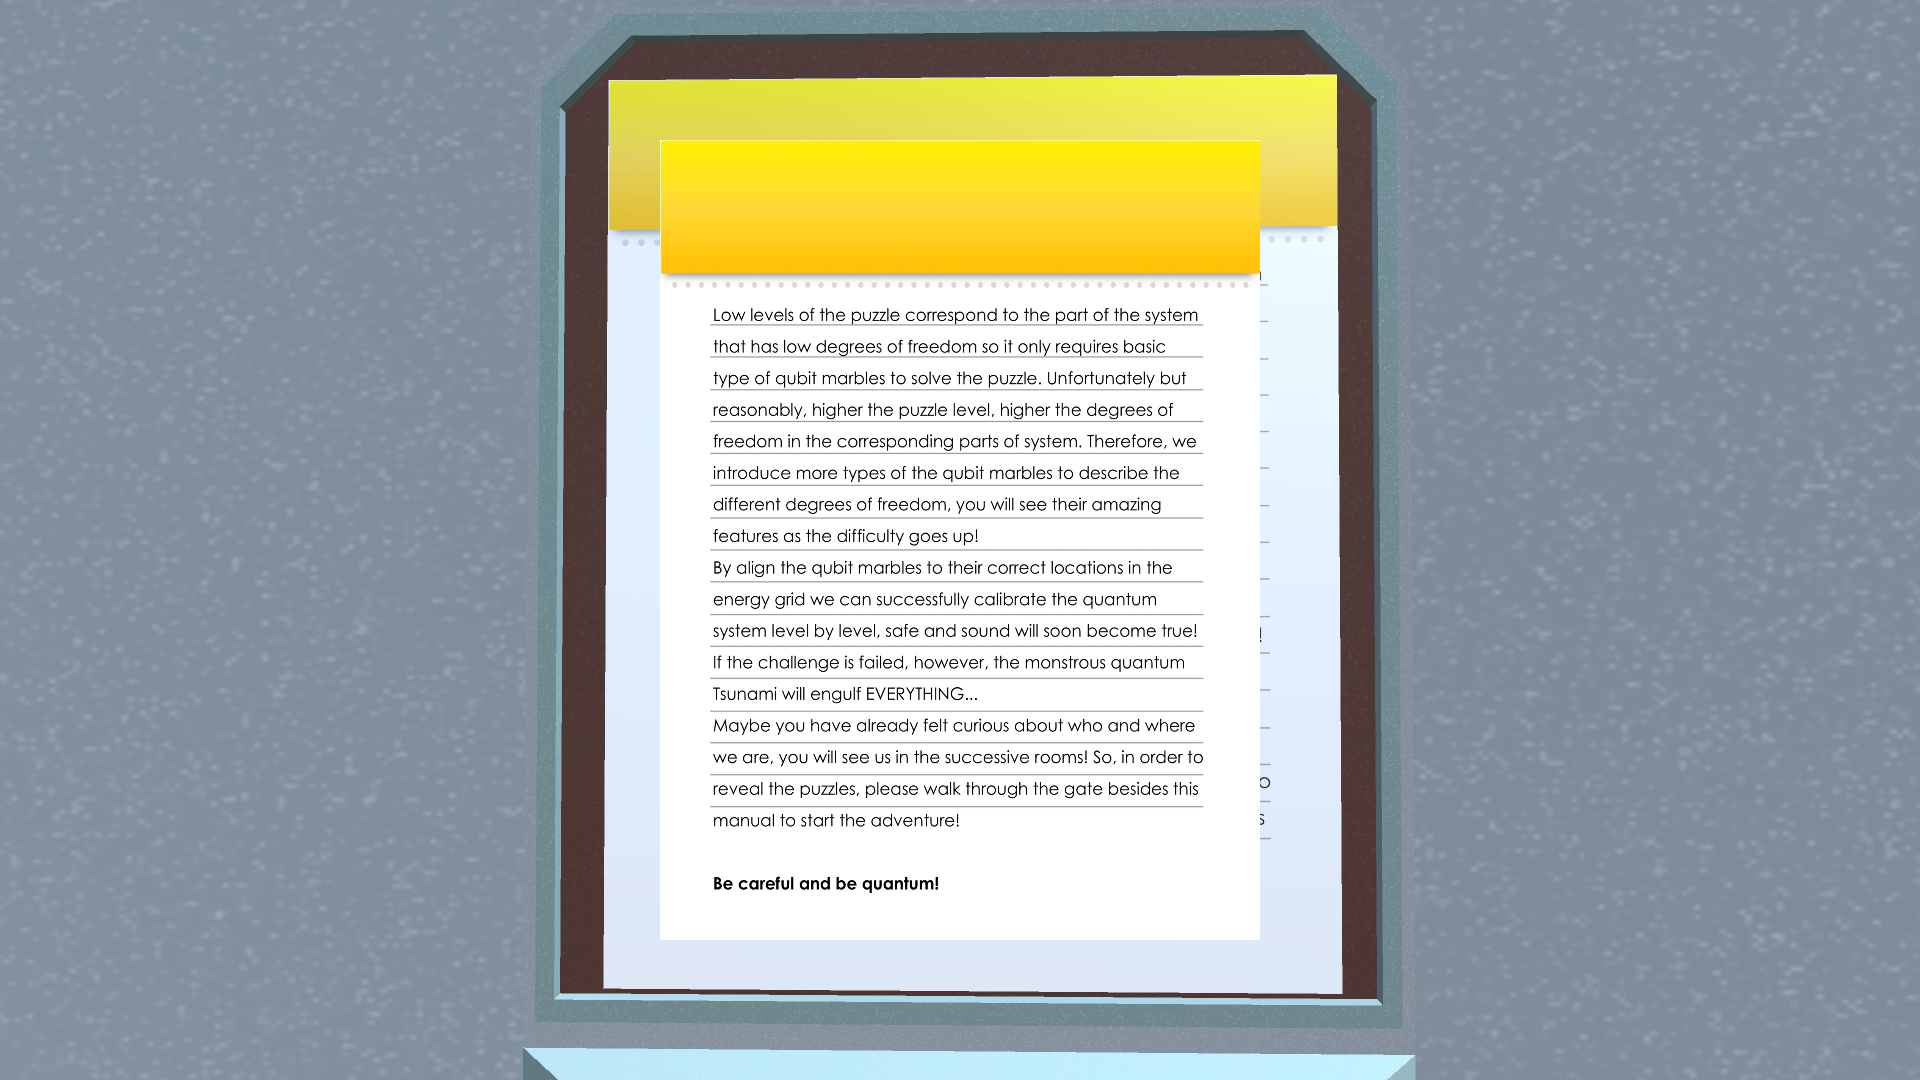 Low levels of the puzzle correspond to the part of the system
that has low degrees of freedom so it only requires basic
type of qubit marbles to solve the puzzle. Unfortunately but
reasonably, higher the puzzle level, higher the degrees of
freedom in the corresponding parts of system. Therefore, we
introduce more types of the qubit marbles to describe the
different degrees of freedom, you will see their amazing
features as the difficulty goes up!
By align the qubit marbles to their correct locations in the
energy grid we can successfully calibrate the quantum
system level by level, safe and sound will soon become true!
If the challenge is failed, however, the monstrous quantum
Tsunami will engulf EVERYTHING...
Maybe you have already felt curious about who and where
we are, you will see us in the successive rooms! So, in order to
reveal the puzzles, please walk through the gate besides this
manual to start the adventure!
Be careful and be quantum!